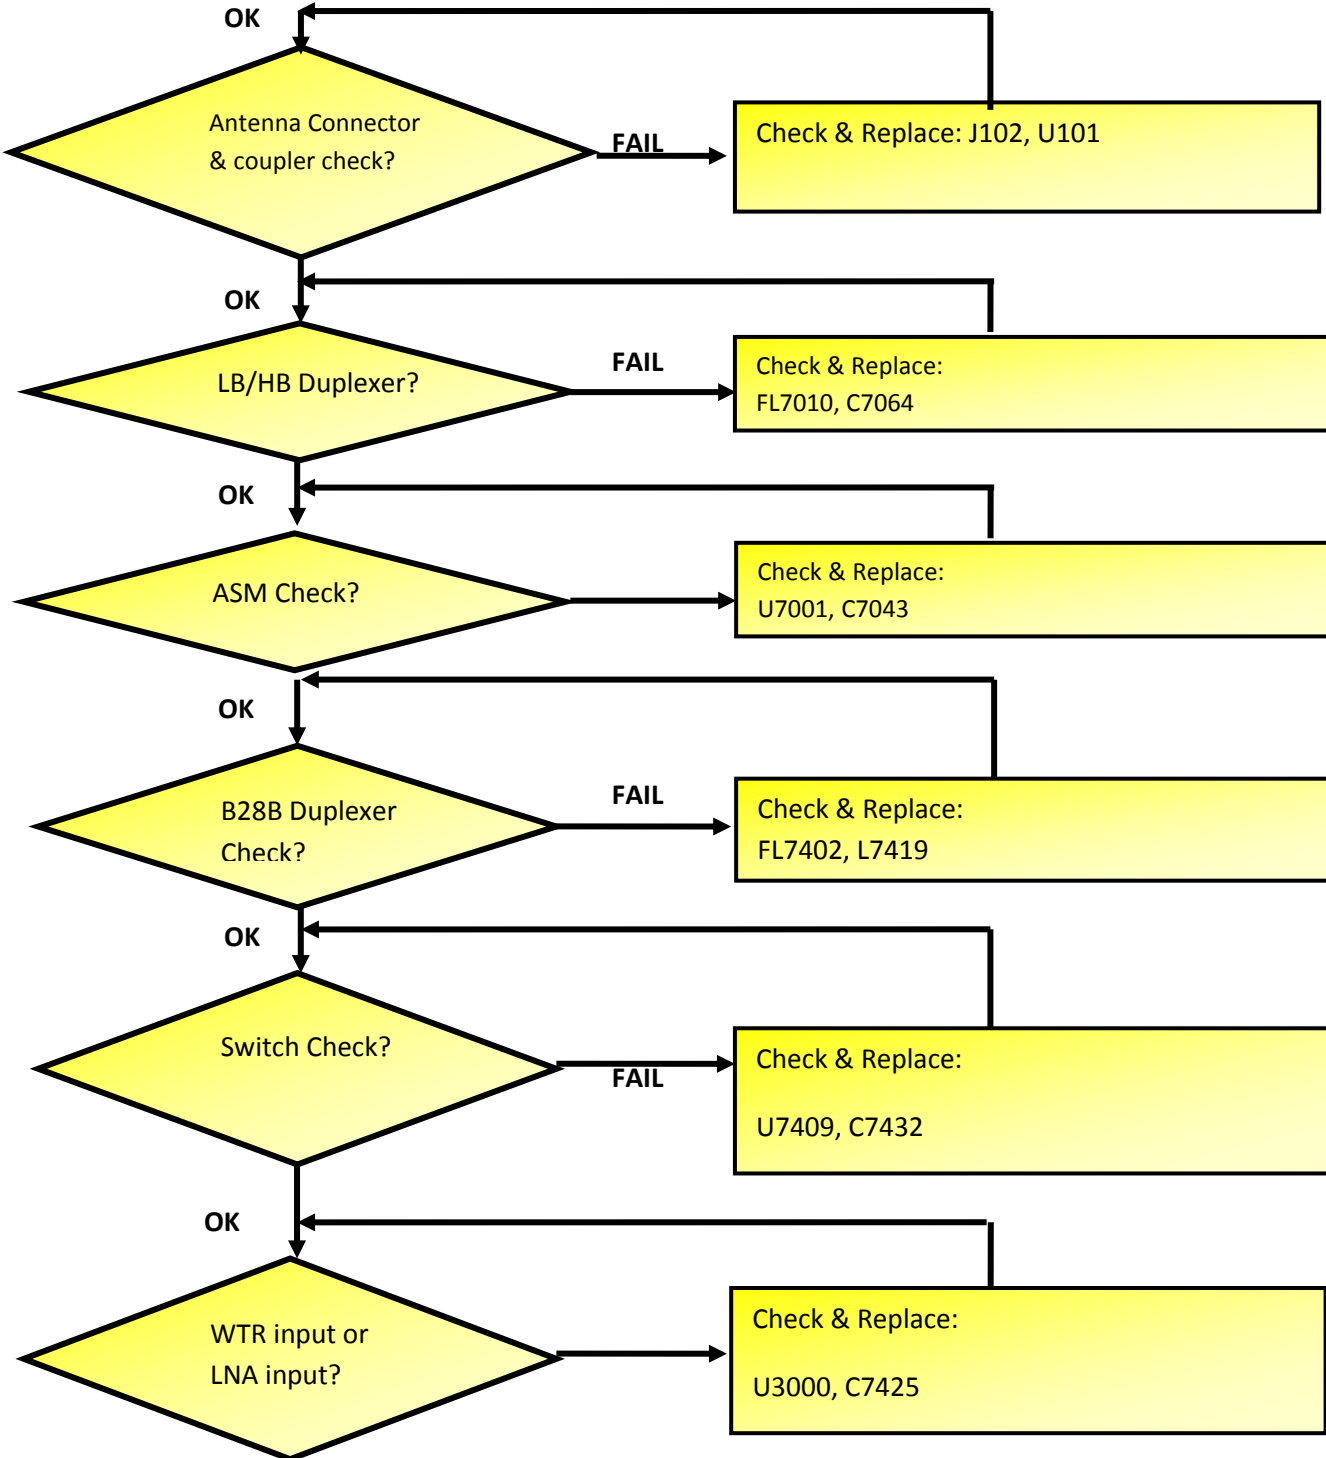 OK
Antenna Connector
& coupler check?
FAIL
Check & Replace: J102, U101
OK
LB/HB Duplexer?
FAIL
Check & Replace:
FL7010, C7064
OK
ASM Check?
Check & Replace:
U7001, C7043
OK
B28B Duplexer
Check?
FAIL
Check & Replace:
FL7402, L7419
OK
Switch Check?
FAIL
Check & Replace:
U7409, C7432
OK
WTR input or
LNA input?
Check & Replace:
U3000, C7425